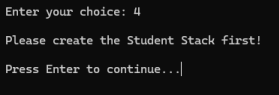 Enter your choice: 4
Please create the Student Stack first!
Press Enter to continue...